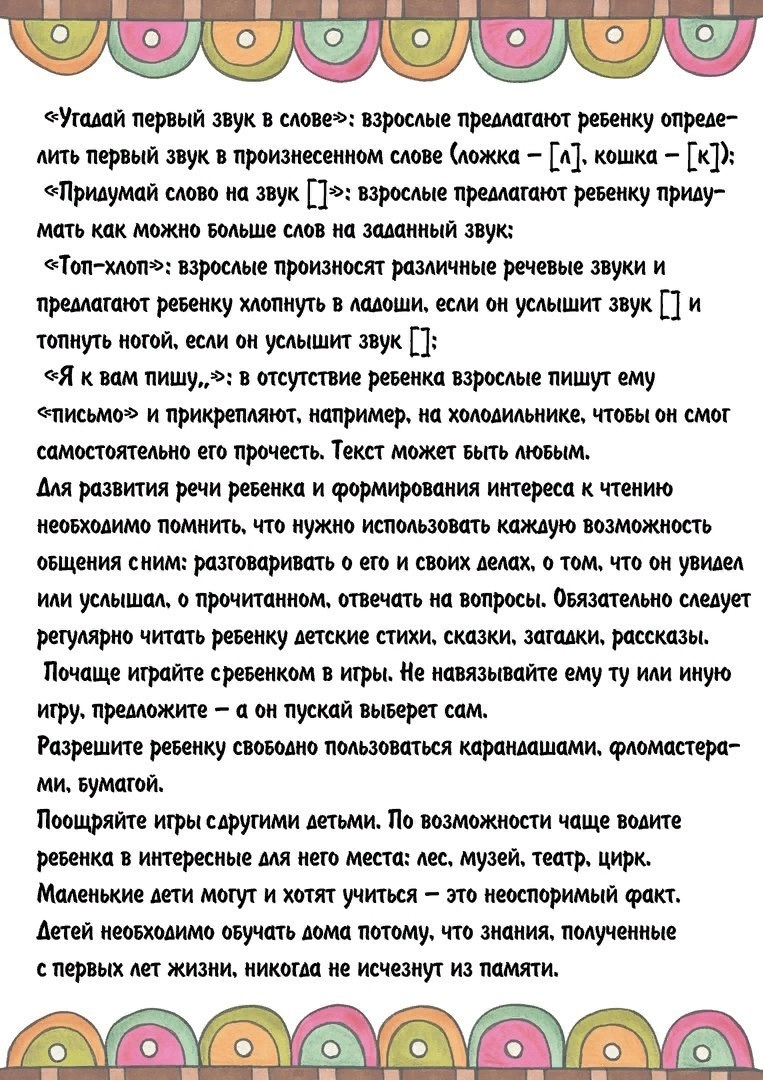 «Угадай первый звук в слове»: взрослые предлагают ребенку опреде-
лить первый звук в произнесенном слове (ложка – [л], кошка – [к]);
«Придумай слово на звук []»: взрослые предлагают ребенку приду-
мать как можно больше слов на заданный звук;
«Топ-хлоп»: взрослые произносят различные речевые звуки и
предлагают ребенку хлопнуть в ладоши, если он услышит звук [] и
топнуть ногой, если он услышит звук [];
«Я к вам пишу,,»: в отсутствие ребенка взрослые пишут ему
«письмо» и прикрепляют, например, на холодильнике, чтобы он смог
самостоятельно его прочесть. Текст может быть любым.
Для развития речи ребенка и формирования интереса к чтению
необходимо помнить, что нужно использовать каждую возможность
общения с ним: разговаривать о его и своих делах, о том, что он увидел
или услышал, о прочитанном, отвечать на вопросы. Обязательно следует
регулярно читать ребенку детские стихи, сказки, загадки, рассказы.
Почаще играйте с ребенком в игры. Не навязывайте ему ту или иную
игру, предложите – а он пускай выберет сам.
Разрешите ребенку свободно пользоваться карандашами, фломастера-
ми, бумагой.
Поощряйте игры с другими детьми. По возможности чаще водите
ребенка в интересные для него места: лес, музей, театр, цирк.
Маленькие дети могут и хотят учиться – это неоспоримый факт.
Детей необходимо обучать дома потому, что знания, полученные
с первых лет жизни, никогда не исчезнут из памяти.